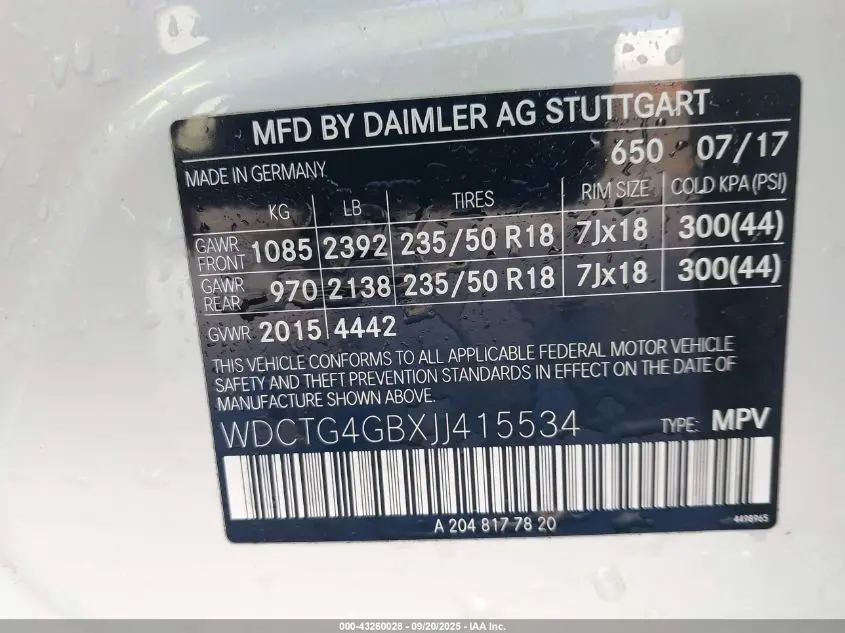 MFD BY DAIMLER AG STUTTGART
650 07/17
MADE IN GERMANY
KG LB TIRES RIM SIZE COLD KPA (PSI)
GAWR FRONT 1085 2392 235/50 R18 7Jx18 300(44)
GAWR REAR 970 2138 235/50 R18 7Jx18 300(44)
GVWR 2015 4442
THIS VEHICLE CONFORMS TO ALL APPLICABLE FEDERAL MOTOR VEHICLE
SAFETY AND THEFT PREVENTION STANDARDS IN EFFECT ON THE DATE OF
MANUFACTURE SHOWN ABOVE.
WDCTG4GBXJJ415534 TYPE: MPV
A 204 817 78 20
4498965
000-43260028 - 09/20/2025 - IAA Inc.